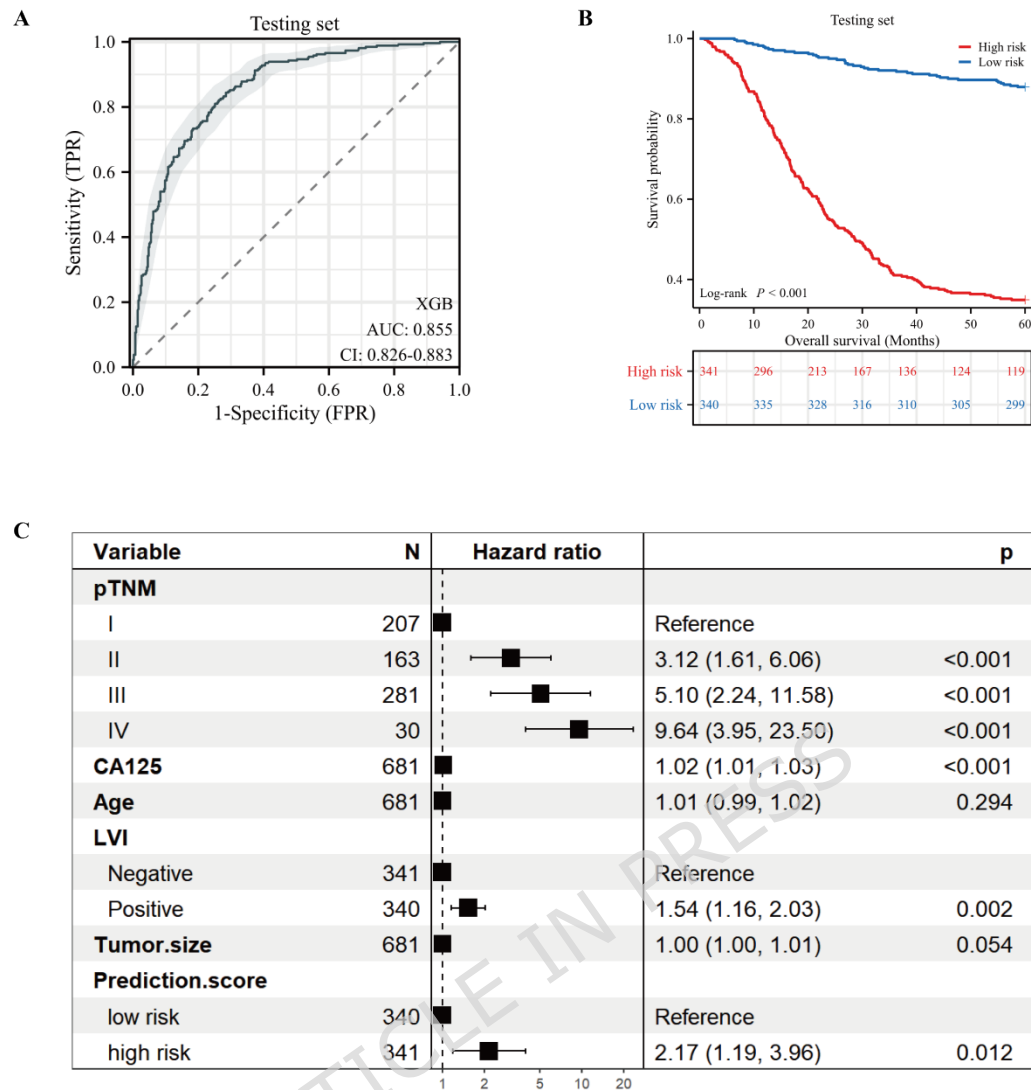 A
Testing set
1.0
0.8
0.6
0.4
0.2
0.0
Sensitivity (TPR)
XGB
AUC: 0.855
CI: 0.826-0.883
0.0 0.2 0.4 0.6 0.8 1.0
1-Specificity (FPR)
B
Testing set
High risk
Low risk
1.0
0.8
0.6
0.4
Survival probability
Log-rank P < 0.001
0 10 20 30 40 50 60
Overall survival (Months)
High risk 341 296 213 167 136 124 119
Low risk 340 335 328 316 310 305 299
C
Variable N Hazard ratio p
pTNM
I 207 Reference
II 163 3.12 (1.61, 6.06) <0.001
III 281 5.10 (2.24, 11.58) <0.001
IV 30 9.64 (3.95, 23.50) <0.001
CA125 681 1.02 (1.01, 1.03) <0.001
Age 681 1.01 (0.99, 1.02) 0.294
LVI
Negative 341 Reference
Positive 340 1.54 (1.16, 2.03) 0.002
Tumor.size 681 1.00 (1.00, 1.01) 0.054
Prediction.score
low risk 340 Reference
high risk 341 2.17 (1.19, 3.96) 0.012
1 2 5 10 20
TICLE IN PRESS